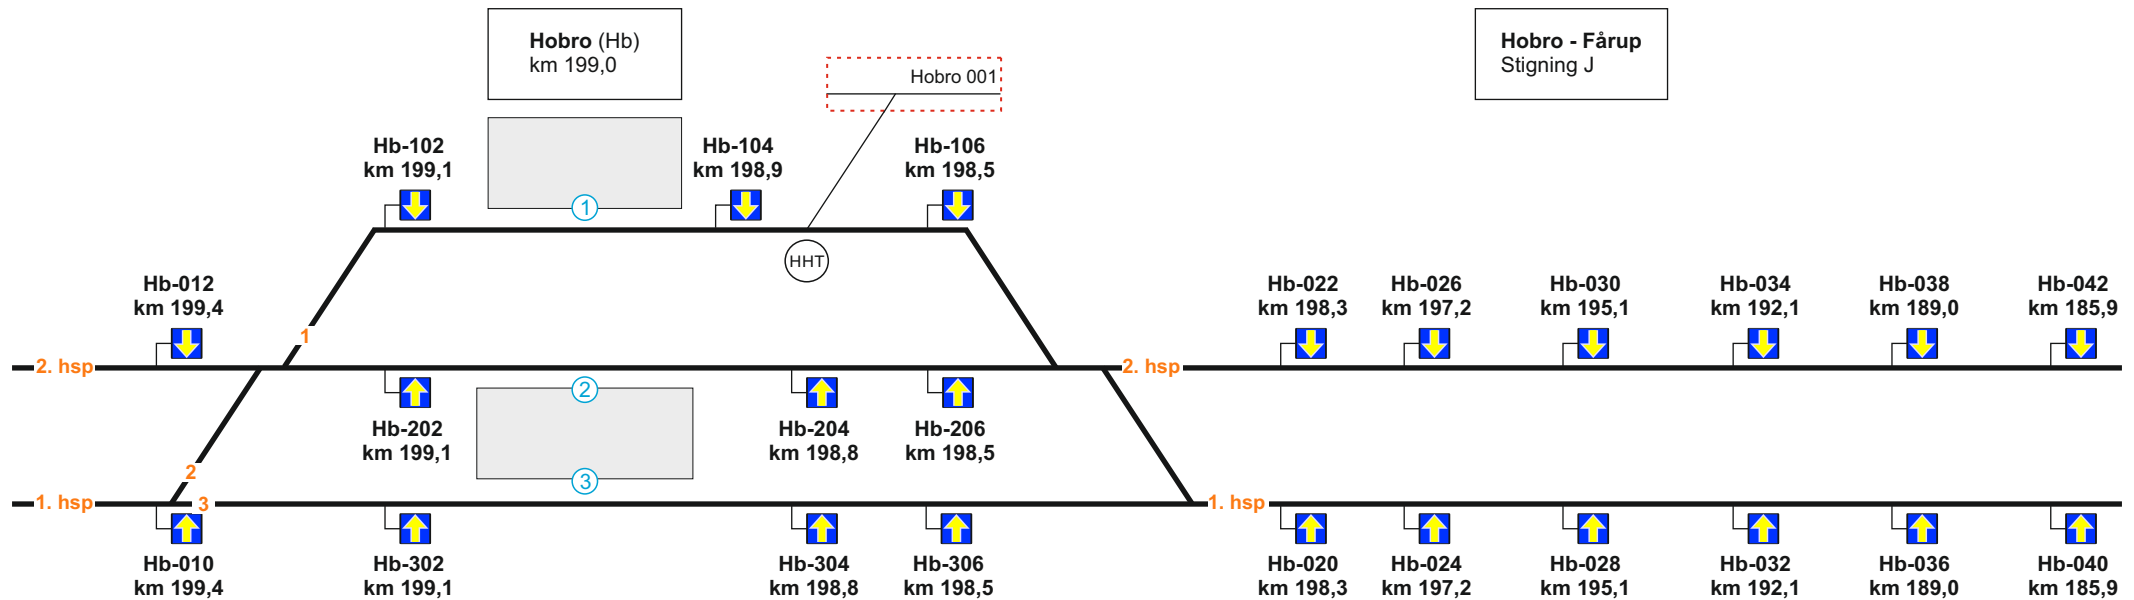 Hobro (Hb)
km 199,0
Hobro 001
Hobro - Fårup
Stigning J
Hb-102
km 199,1
Hb-104
km 198,9
Hb-106
km 198,5
1
HHT
Hb-012
km 199,4
Hb-022
km 198,3
Hb-026
km 197,2
Hb-030
km 195,1
Hb-034
km 192,1
Hb-038
km 189,0
Hb-042
km 185,9
1
2. hsp
2. hsp
2
Hb-202
km 199,1
Hb-204
km 198,8
Hb-206
km 198,5
2
3
1. hsp
3
1. hsp
Hb-010
km 199,4
Hb-302
km 199,1
Hb-304
km 198,8
Hb-306
km 198,5
Hb-020
km 198,3
Hb-024
km 197,2
Hb-028
km 195,1
Hb-032
km 192,1
Hb-036
km 189,0
Hb-040
km 185,9